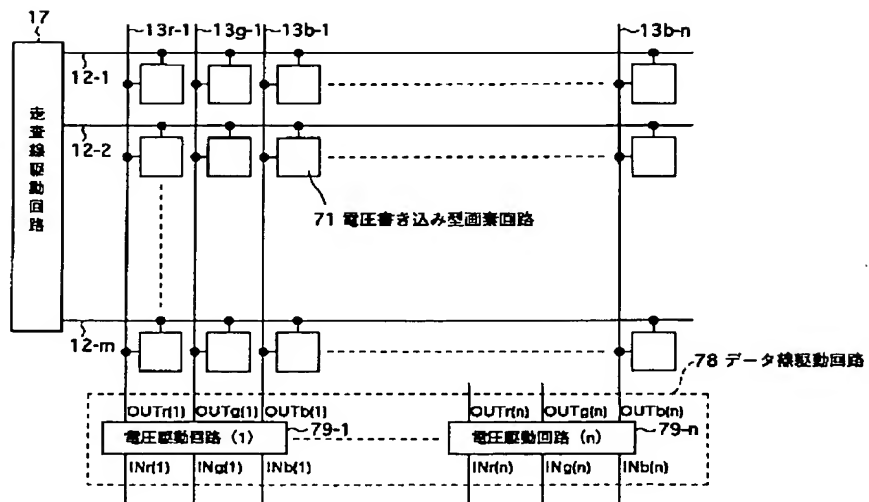 17
13r-1
13g-1
13b-1
13b-n
12-1
走査線駆動回路
12-2
71 電圧書き込み型画素回路
12-m
78 データ線駆動回路
OUTr(1) OUTg(1) OUTb(1)
OUTr(n) OUTg(n) OUTb(n)
電圧駆動回路 (1)
79-1
電圧駆動回路 (n)
79-n
INr(1) INg(1) INb(1)
INr(n) INg(n) INb(n)